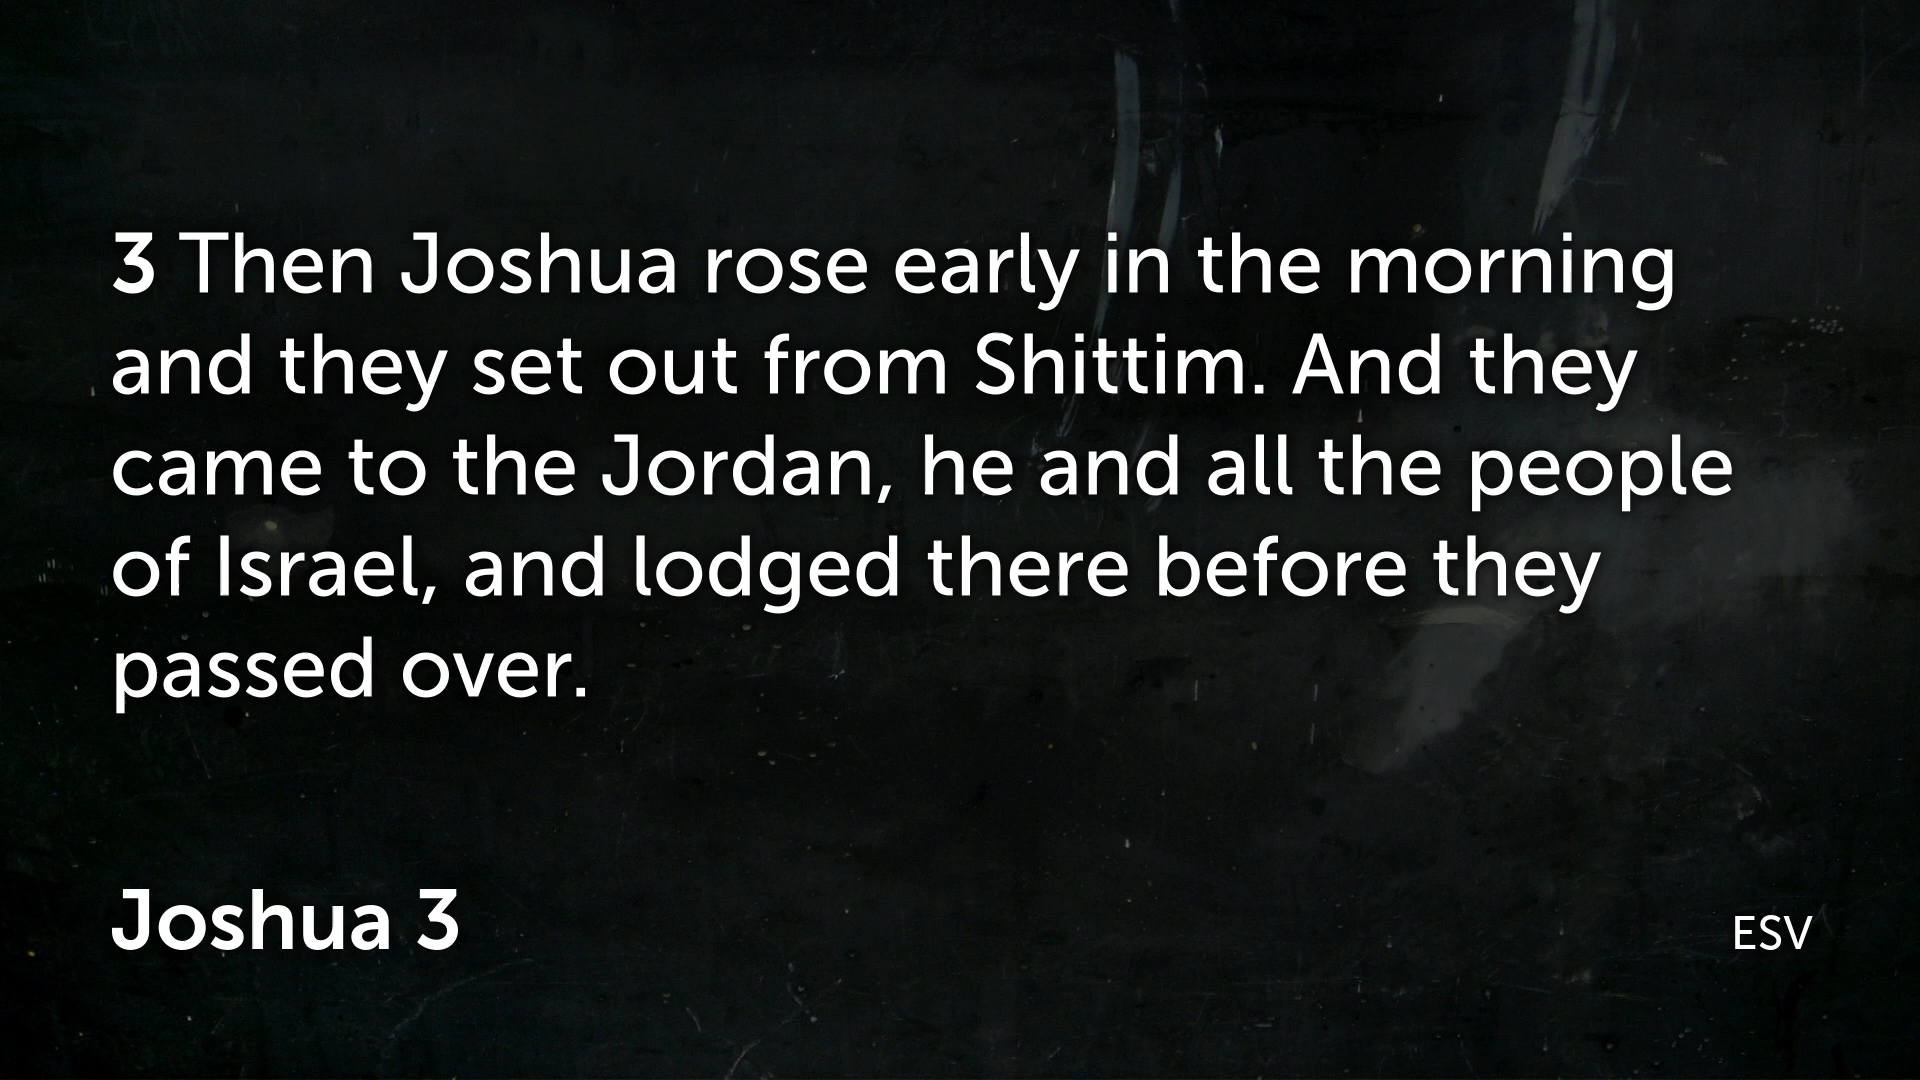 3 Then Joshua rose early in the morning
and they set out from Shittim. And they
came to the Jordan, he and all the people
of Israel, and lodged there before they
passed over.
Joshua 3
ESV